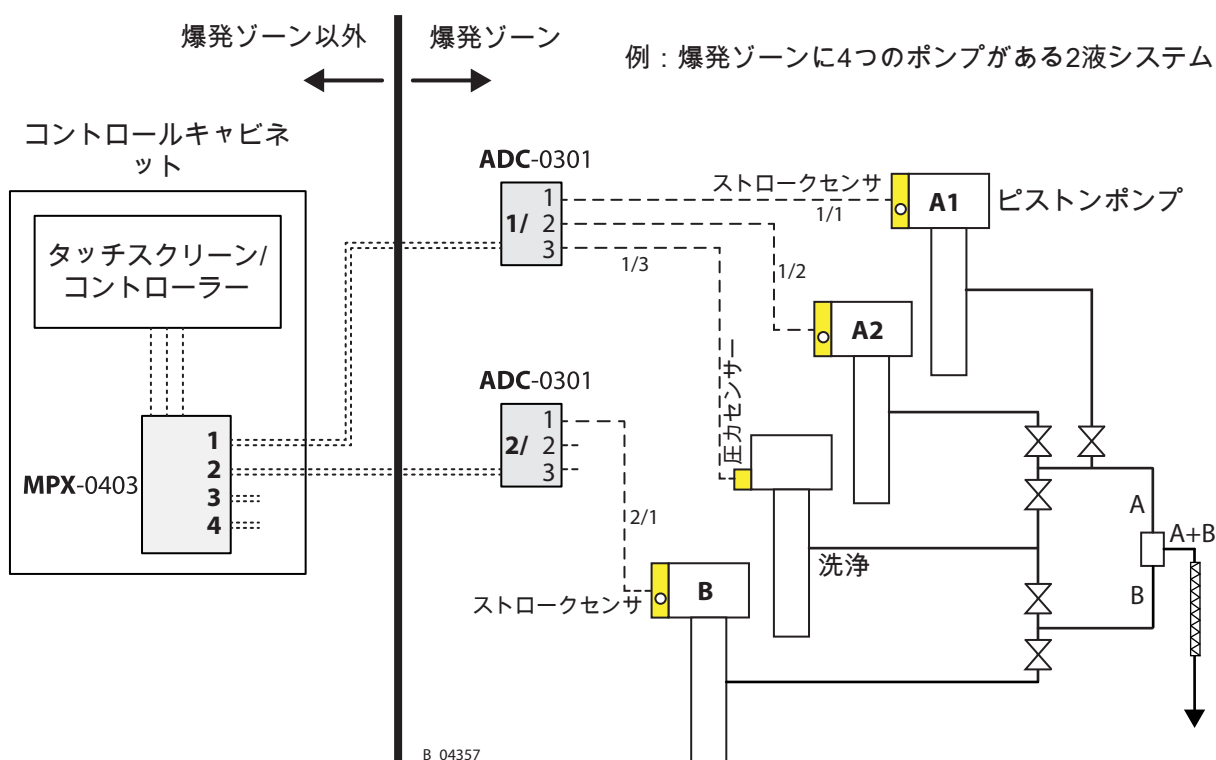 爆発ゾーン以外
爆発ゾーン
例：爆発ゾーンに4つのポンプがある2液システム
コントロールキャビネ
ット
タッチスクリーン/
コントローラー
MPX-0403
1
2
3
4
ADC-0301
1/
1
2
3
ストロークセンサ
1/1
A1
ピストンポンプ
1/3
1/2
A2
圧力センサー
ADC-0301
2/
1
2
3
2/1
洗浄
ストロークセンサ
B
A
A+B
B
B_04357